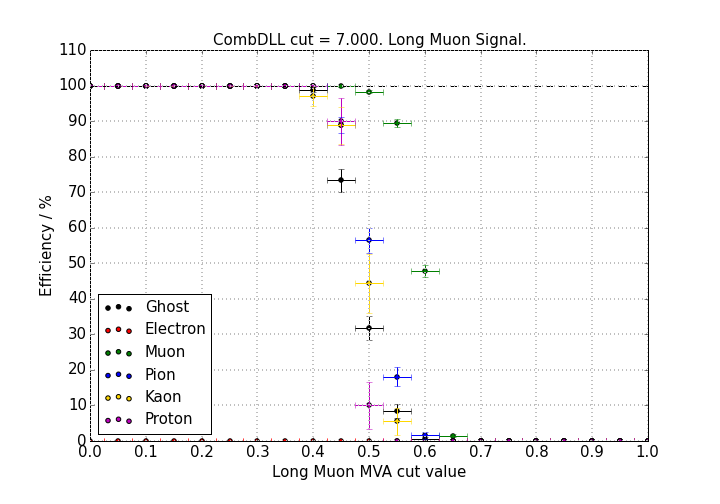 CombDLL cut = 7.000. Long Muon Signal.
110
100
90
80
70
60
50
40
30
20
10
0
Efficiency / %
Ghost
Electron
Muon
Pion
Kaon
Proton
0.0 0.1 0.2 0.3 0.4 0.5 0.6 0.7 0.8 0.9 1.0
Long Muon MVA cut value